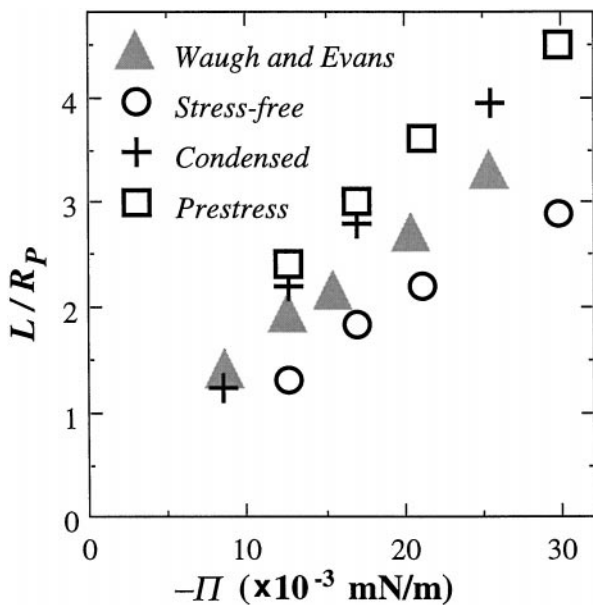 Waugh and Evans
Stress-free
Condensed
Prestress
4
3
2
1
0
L/R_P
0
10
20
30
−Π (×10⁻³ mN/m)